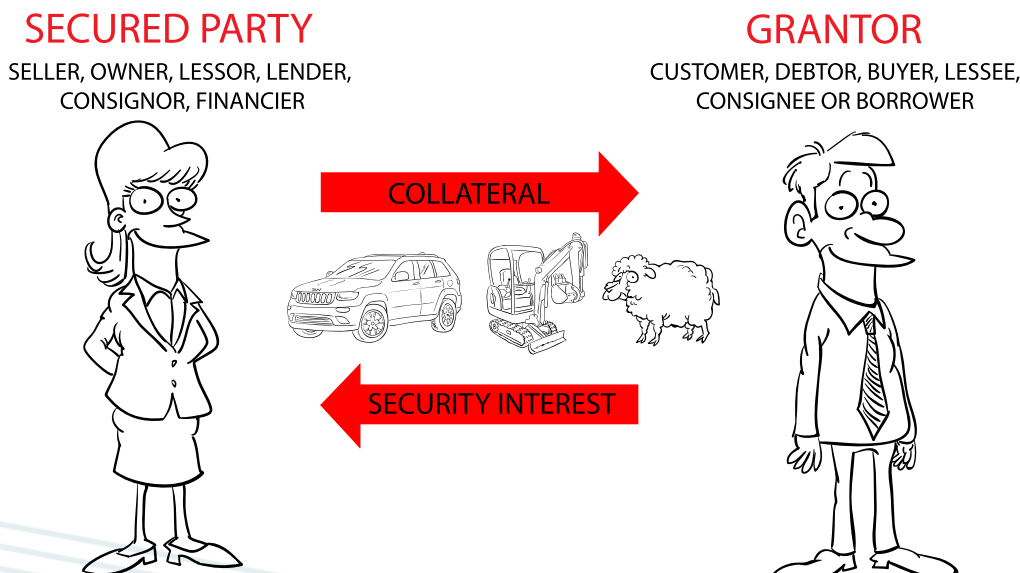 SECURED PARTY
SELLER, OWNER, LESSOR, LENDER,
CONSIGNOR, FINANCIER
GRANTOR
CUSTOMER, DEBTOR, BUYER, LESSEE,
CONSIGNEE OR BORROWER
COLLATERAL
SECURITY INTEREST